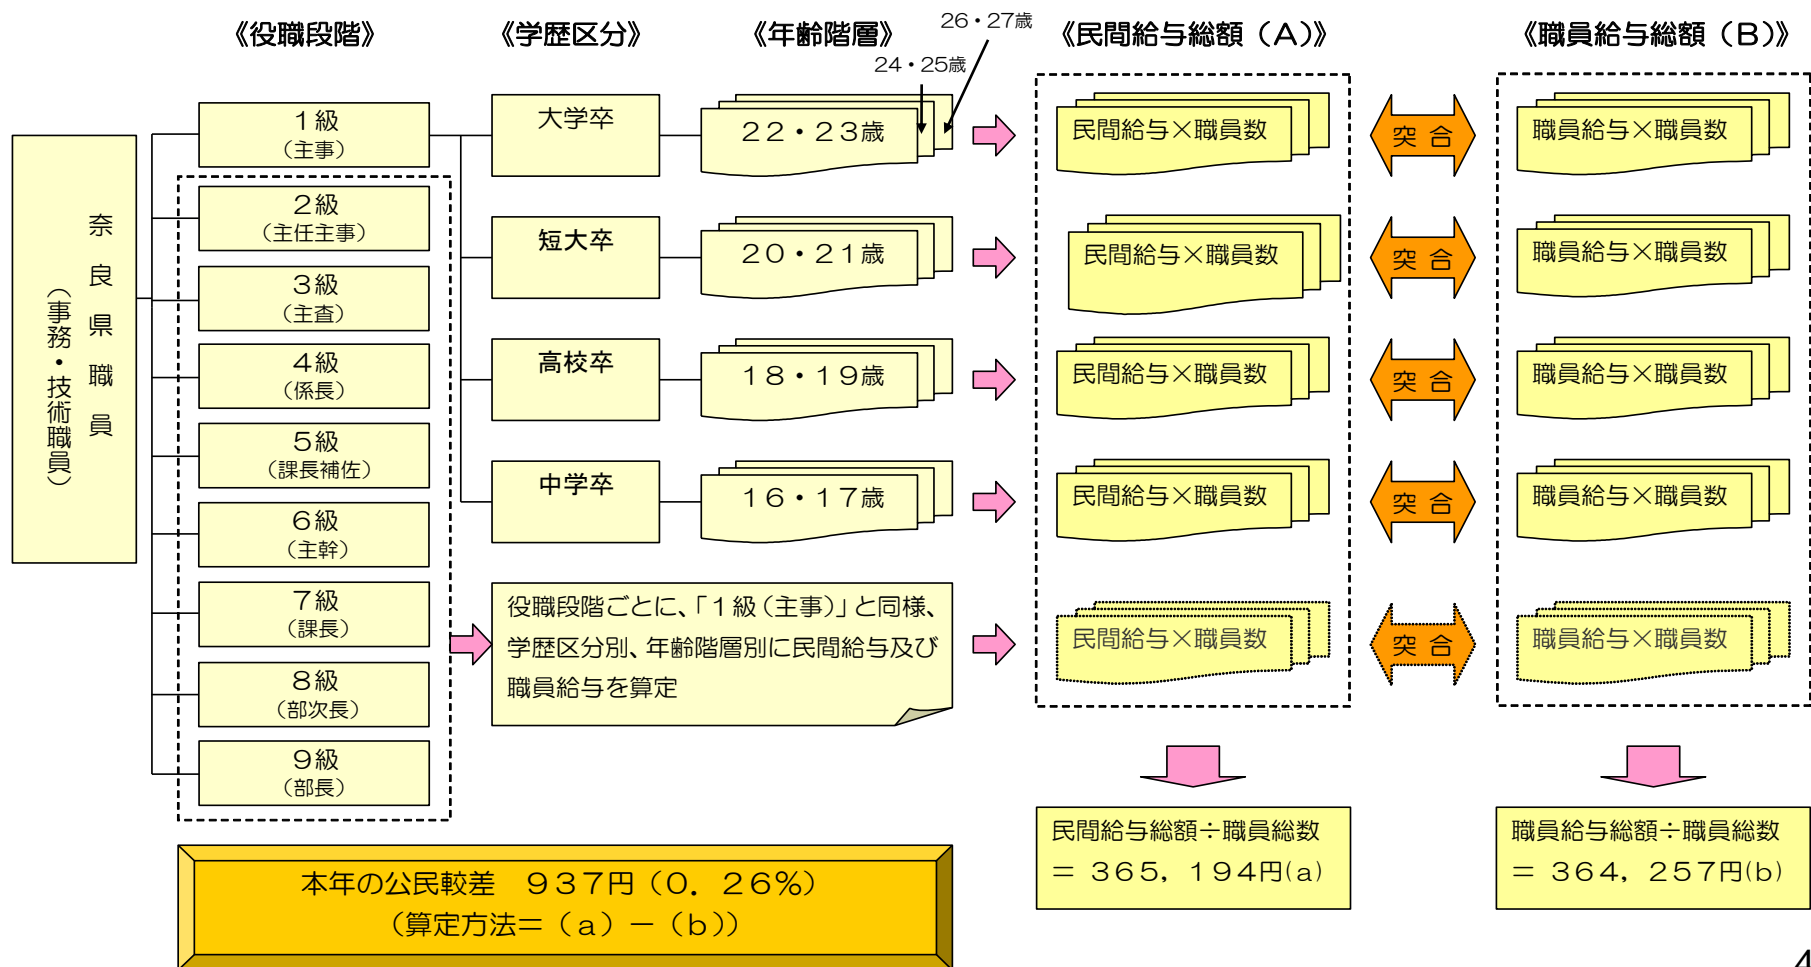 《役職段階》
《学歴区分》
《年齢階層》
26・27歳
24・25歳
《民間給与総額（A）》
《職員給与総額（B）》
奈良県職員
（事務・技術職員）
１級
（主事）
２級
（主任主事）
３級
（主査）
４級
（係長）
５級
（課長補佐）
６級
（主幹）
７級
（課長）
８級
（部次長）
９級
（部長）
大学卒
２２・２３歳
民間給与×職員数
突 合
職員給与×職員数
短大卒
２０・２１歳
民間給与×職員数
突 合
職員給与×職員数
高校卒
１８・１９歳
民間給与×職員数
突 合
職員給与×職員数
中学卒
１６・１７歳
民間給与×職員数
突 合
職員給与×職員数
役職段階ごとに、「１級（主事）」と同様、
学歴区分別、年齢階層別に民間給与及び
職員給与を算定
民間給与×職員数
突 合
職員給与×職員数
民間給与総額÷職員総数
＝ ３６５，１９４円(a)
職員給与総額÷職員総数
＝ ３６４，２５７円(b)
本年の公民較差　９３７円（０．２６％）
（算定方法＝（ａ）－（ｂ））
4